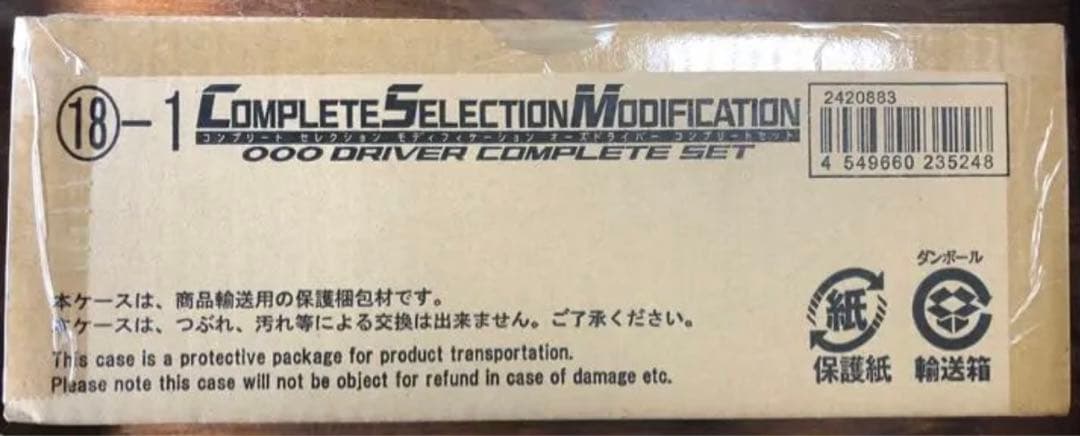 ⑱-1
COMPLETE SELECTION MODIFICATION
コンプリート セレクション モディフィケーション オーズドライバー コンプリートセット
OOO DRIVER COMPLETE SET
2420883
4 549660 235248
本ケースは、商品輸送用の保護梱包材です。
本ケースは、つぶれ、汚れ等による交換は出来ません。ご了承ください。
This case is a protective package for product transportation.
Please note this case will not be object for refund in case of damage etc.
紙
保護紙
ダンボール
輸送箱